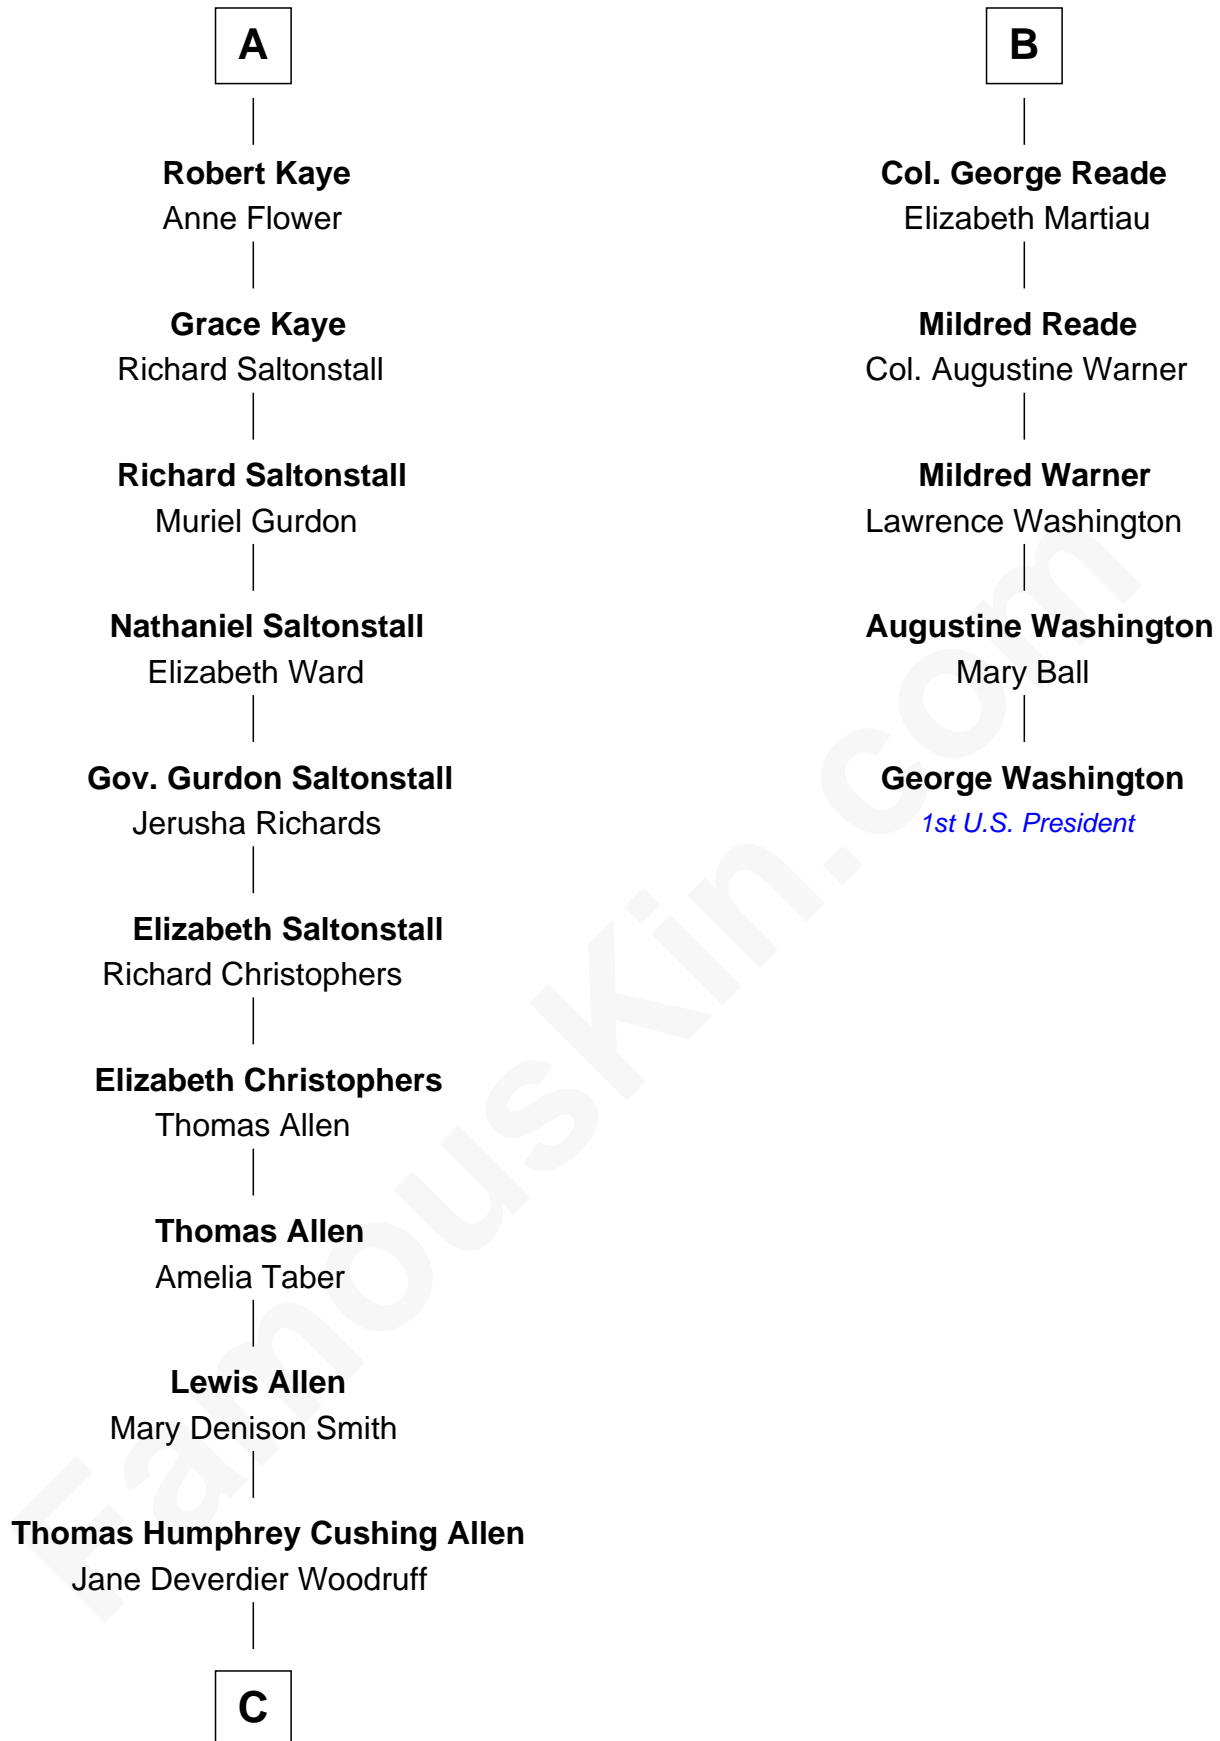 A
Robert Kaye
Anne Flower
Grace Kaye
Richard Saltonstall
Richard Saltonstall
Muriel Gurdon
Nathaniel Saltonstall
Elizabeth Ward
Gov. Gurdon Saltonstall
Jerusha Richards
Elizabeth Saltonstall
Richard Christophers
Elizabeth Christophers
Thomas Allen
Thomas Allen
Amelia Taber
Lewis Allen
Mary Denison Smith
Thomas Humphrey Cushing Allen
Jane Deverdier Woodruff
C
B
Col. George Reade
Elizabeth Martiau
Mildred Reade
Col. Augustine Warner
Mildred Warner
Lawrence Washington
Augustine Washington
Mary Ball
George Washington
1st U.S. President
FamousKin.com